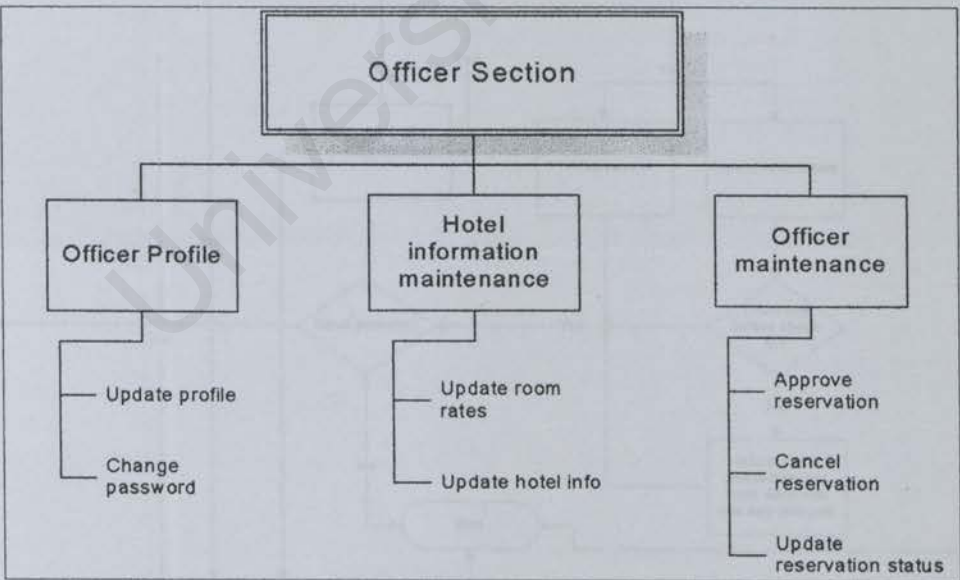 Univers
Officer Section
Officer Profile
Hotel
information
maintenance
Officer
maintenance
Update profile
Change
password
Update room
rates
Update hotel info
Approve
reservation
Cancel
reservation
Update
reservation status